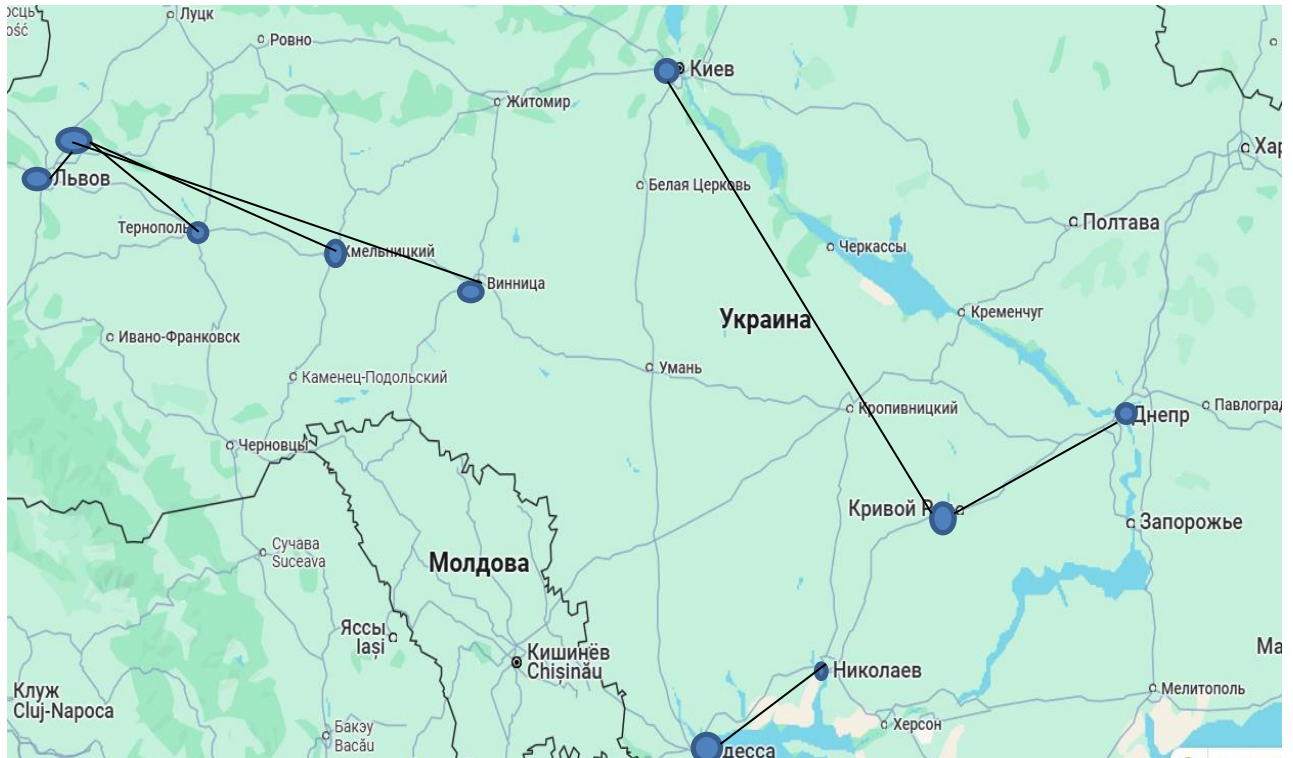 ость
ość
Луцк
Ровно
Киев
Житомир
Хар
Львов
Белая Церковь
Полтава
Тернополь
Хмельницкий
Черкассы
Винница
Украина
Кременчуг
Ивано-Франковск
Умань
Каменец-Подольский
Кропивницкий
Павлоград
Днепр
Черновцы
Кривой Р
Запорожье
Сучава
Suceava
Молдова
Яссы
Iași
Кишинёв
Chișinău
Николаев
Ма
Клуж
Cluj-Napoca
Мелитополь
Херсон
Бакэу
Bacău
десса